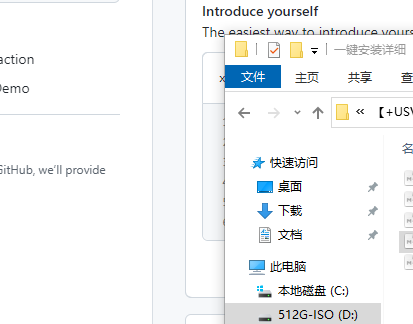 Introduce yourself
The easiest way to introduce yours
action
Demo
GitHub, we'll provide
一键安装详细
文件 主页 共享 查
« 【+USV
快速访问
桌面
下载
文档
此电脑
本地磁盘 (C:)
512G-ISO (D:)